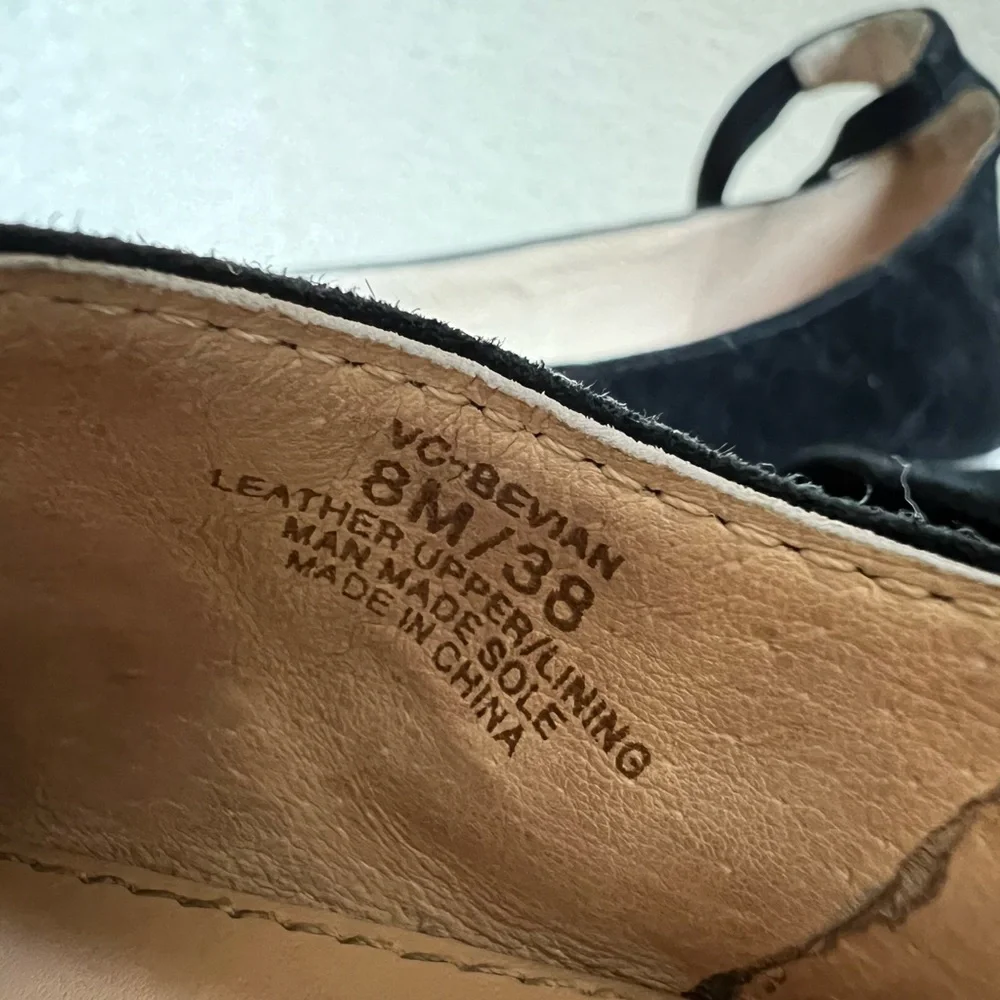 VC-BEVIAN
8M/38
LEATHER UPPER/LINING
MAN MADE SOLE
MADE IN CHINA